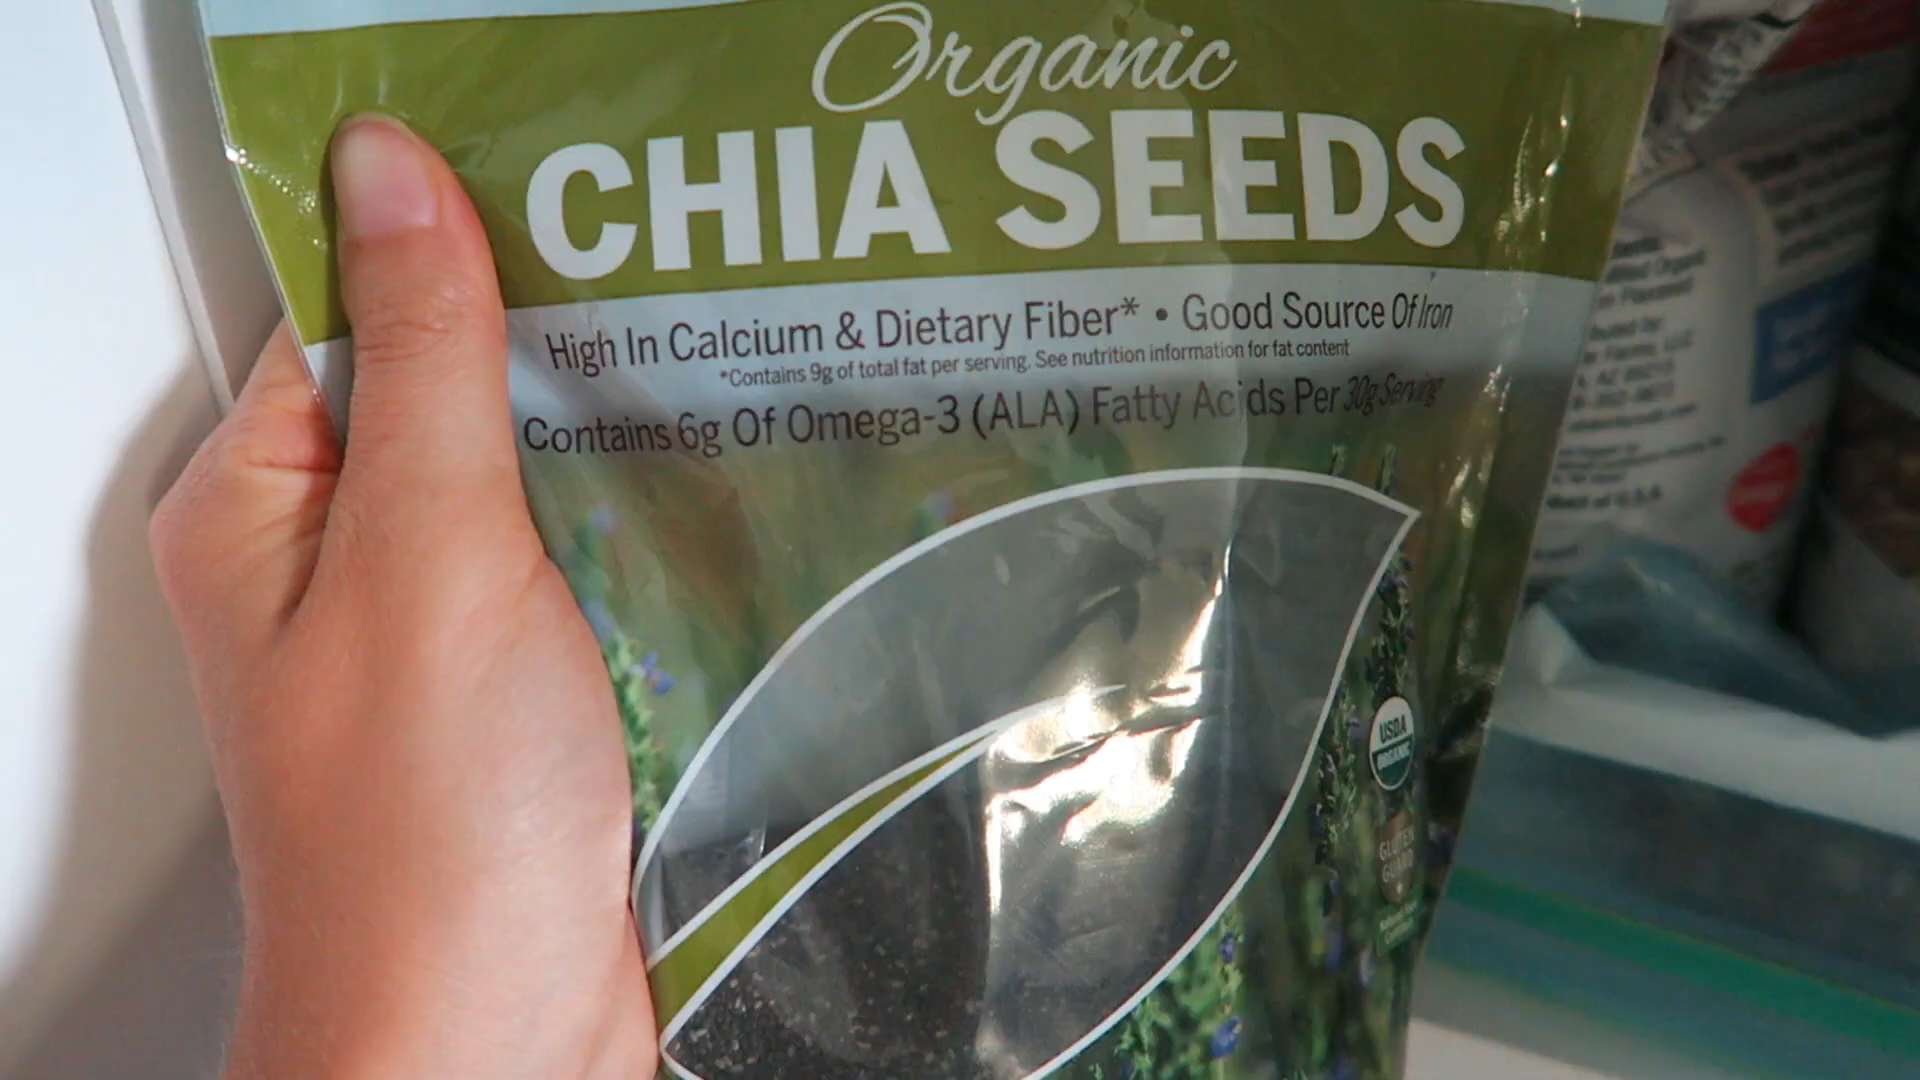 Organic
CHIA SEEDS
High In Calcium & Dietary Fiber* • Good Source Of Iron
*Contains 9g of total fat per serving. See nutrition information for fat content
Contains 6g Of Omega-3 (ALA) Fatty Acids Per 30g Serving
USDA
ORGANIC
GLUTEN
GUARD